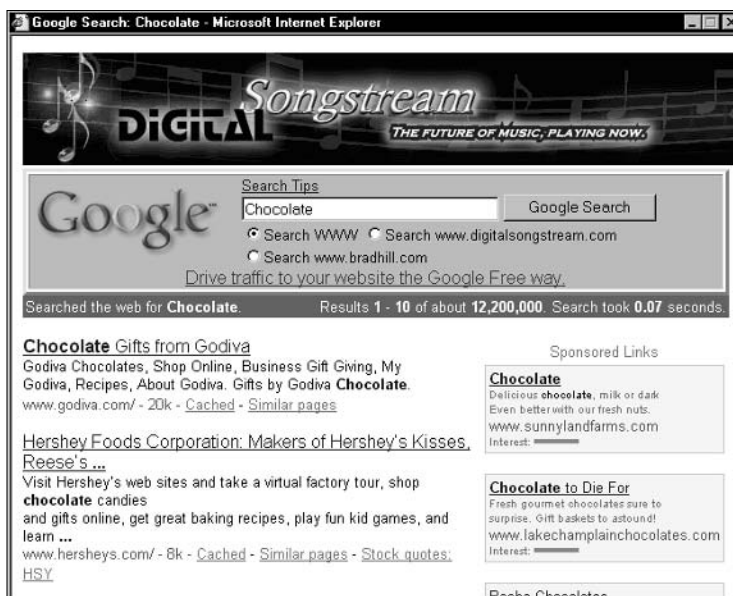 Google Search: Chocolate - Microsoft Internet Explorer
DiGiTAL Songstream
THE FUTURE OF MUSIC, PLAYING NOW.
Google™
Search Tips
Chocolate
Google Search
Search WWW Search www.digitalsongstream.com
Search www.bradhill.com
Drive traffic to your website the Google Free way.
Searched the web for Chocolate. Results 1 - 10 of about 12,200,000. Search took 0.07 seconds.
Chocolate Gifts from Godiva
Godiva Chocolates, Shop Online, Business Gift Giving, My
Godiva, Recipes, About Godiva. Gifts by Godiva Chocolate.
www.godiva.com/ - 20k - Cached - Similar pages
Hershey Foods Corporation: Makers of Hershey's Kisses,
Reese's ...
Visit Hershey's web sites and take a virtual factory tour, shop
chocolate candies
and gifts online, get great baking recipes, play fun kid games, and
learn ...
www.hersheys.com/ - 8k - Cached - Similar pages - Stock quotes:
HSY
Sponsored Links
Chocolate
Delicious chocolate, milk or dark
Even better with our fresh nuts.
www.sunnylandfarms.com
Interest:
Chocolate to Die For
Fresh gourmet chocolates sure to
surprise. Gift baskets to astound!
www.lakechamplainchocolates.com
Interest:
Chocolates